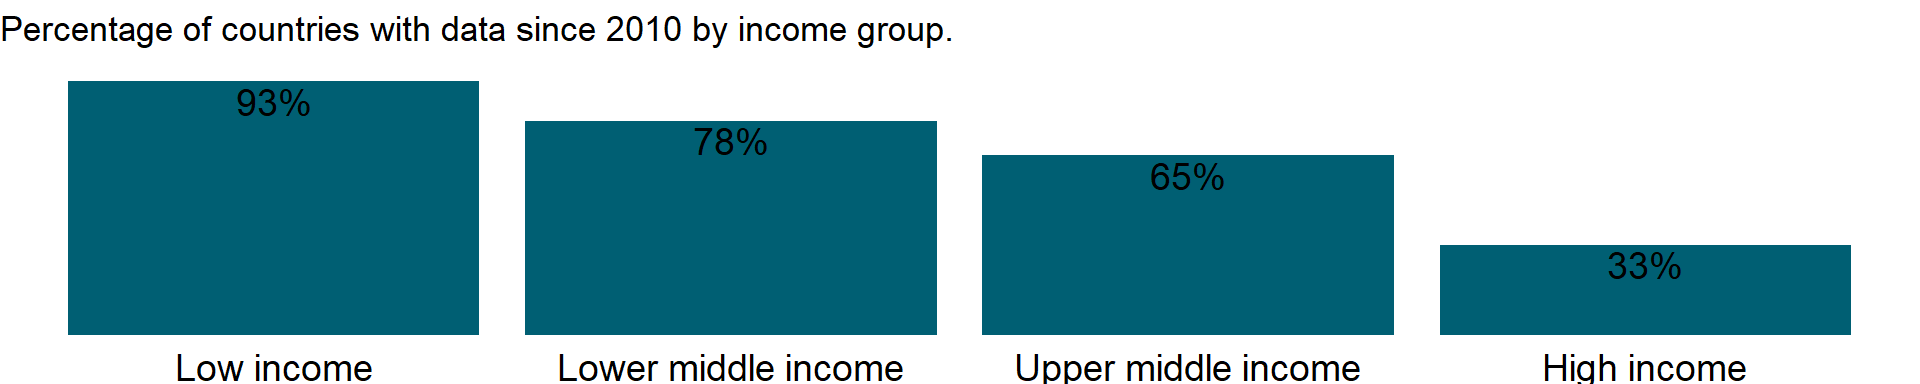 Percentage of countries with data since 2010 by income group.
93%
78%
65%
33%
Low income
Lower middle income
Upper middle income
High income